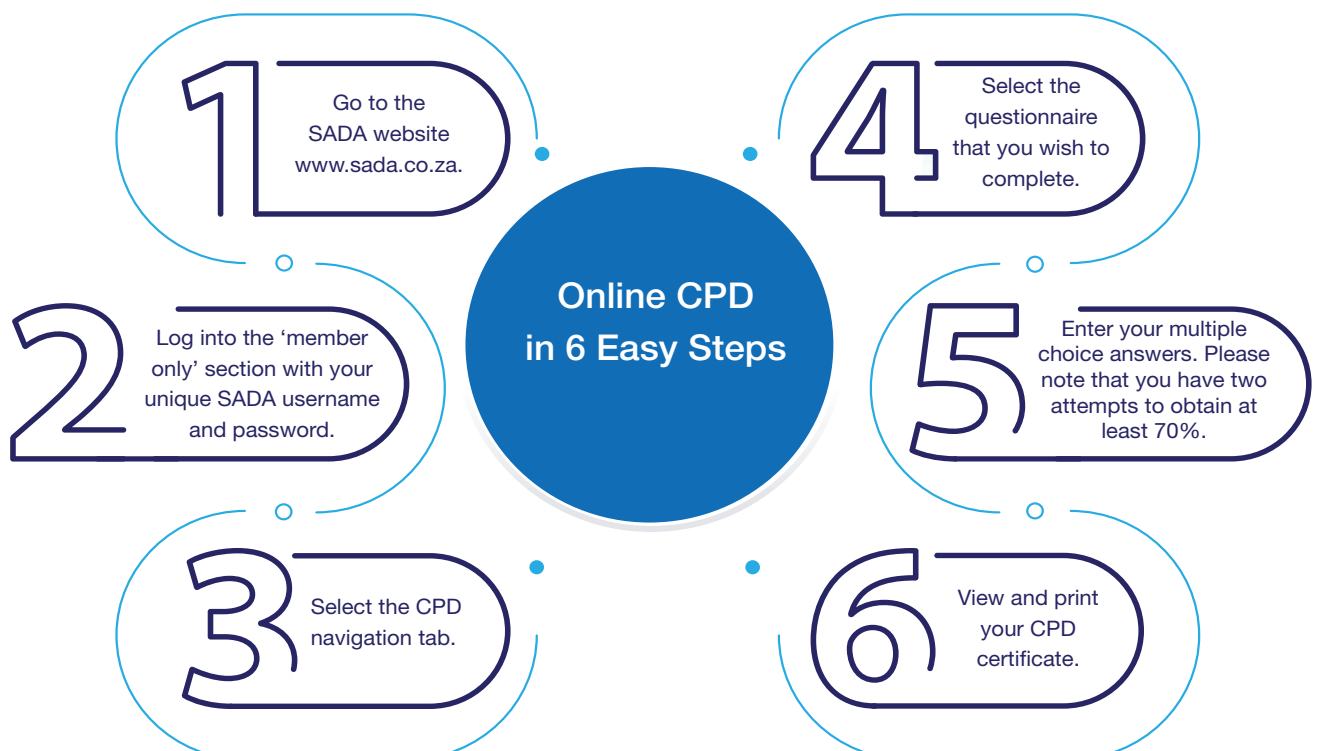 Online CPD
in 6 Easy Steps
1
Go to the
SADA website
www.sada.co.za.
2
Log into the ‘member
only’ section with your
unique SADA username
and password.
3
Select the CPD
navigation tab.
4
Select the
questionnaire
that you wish to
complete.
5
Enter your multiple
choice answers. Please
note that you have two
attempts to obtain at
least 70%.
6
View and print
your CPD
certificate.